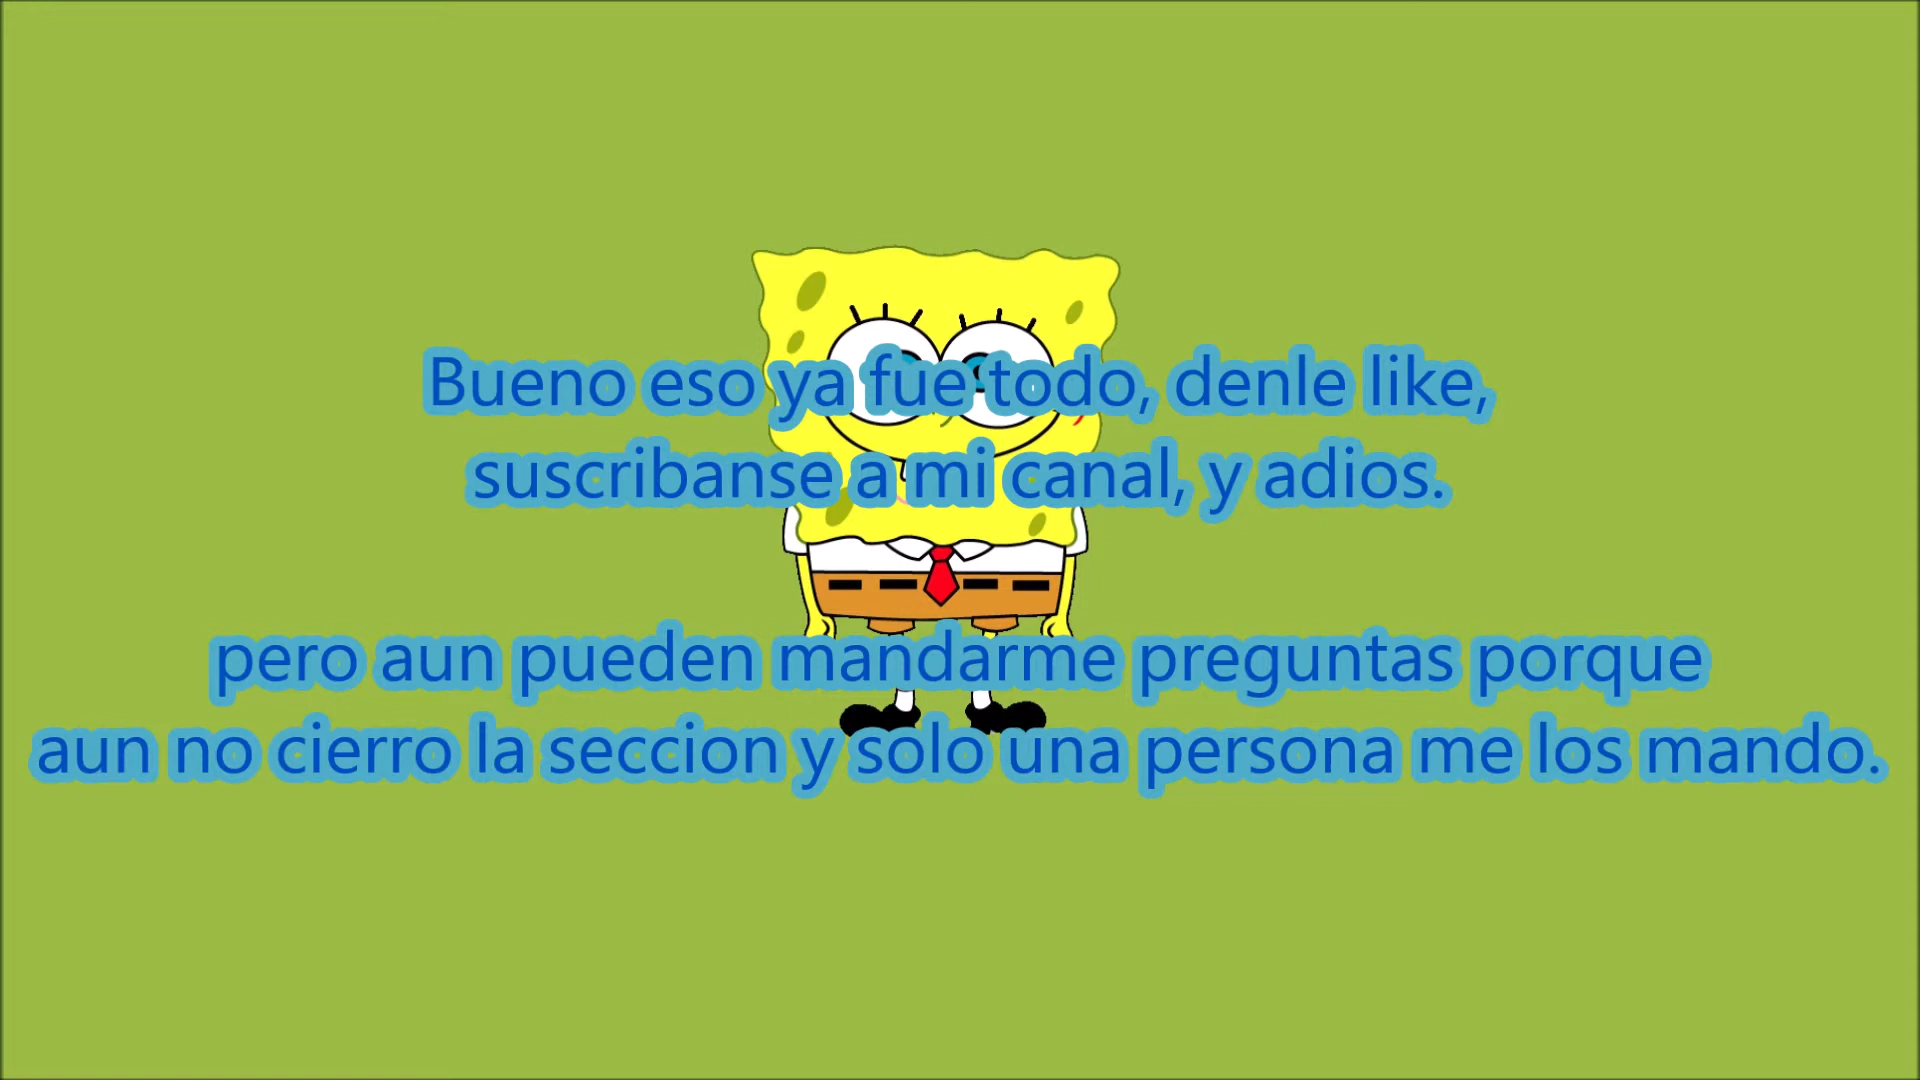 Bueno eso ya fue todo, denle like,
suscribanse a mi canal, y adios.
pero aun pueden mandarme preguntas porque
aun no cierro la seccion y solo una persona me los mando.